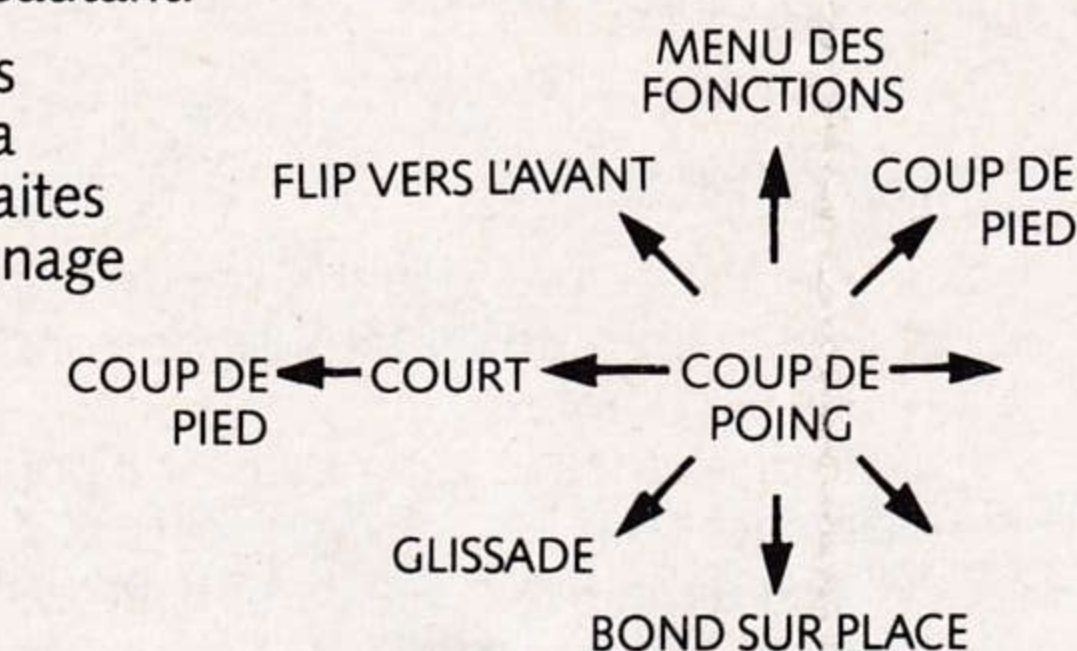 s
a
aites
nage
MENU DES
FONCTIONS
FLIP VERS L'AVANT
COUP DE
PIED
COUP DE
PIED
COURT
COUP DE
POING
GLISSADE
BOND SUR PLACE